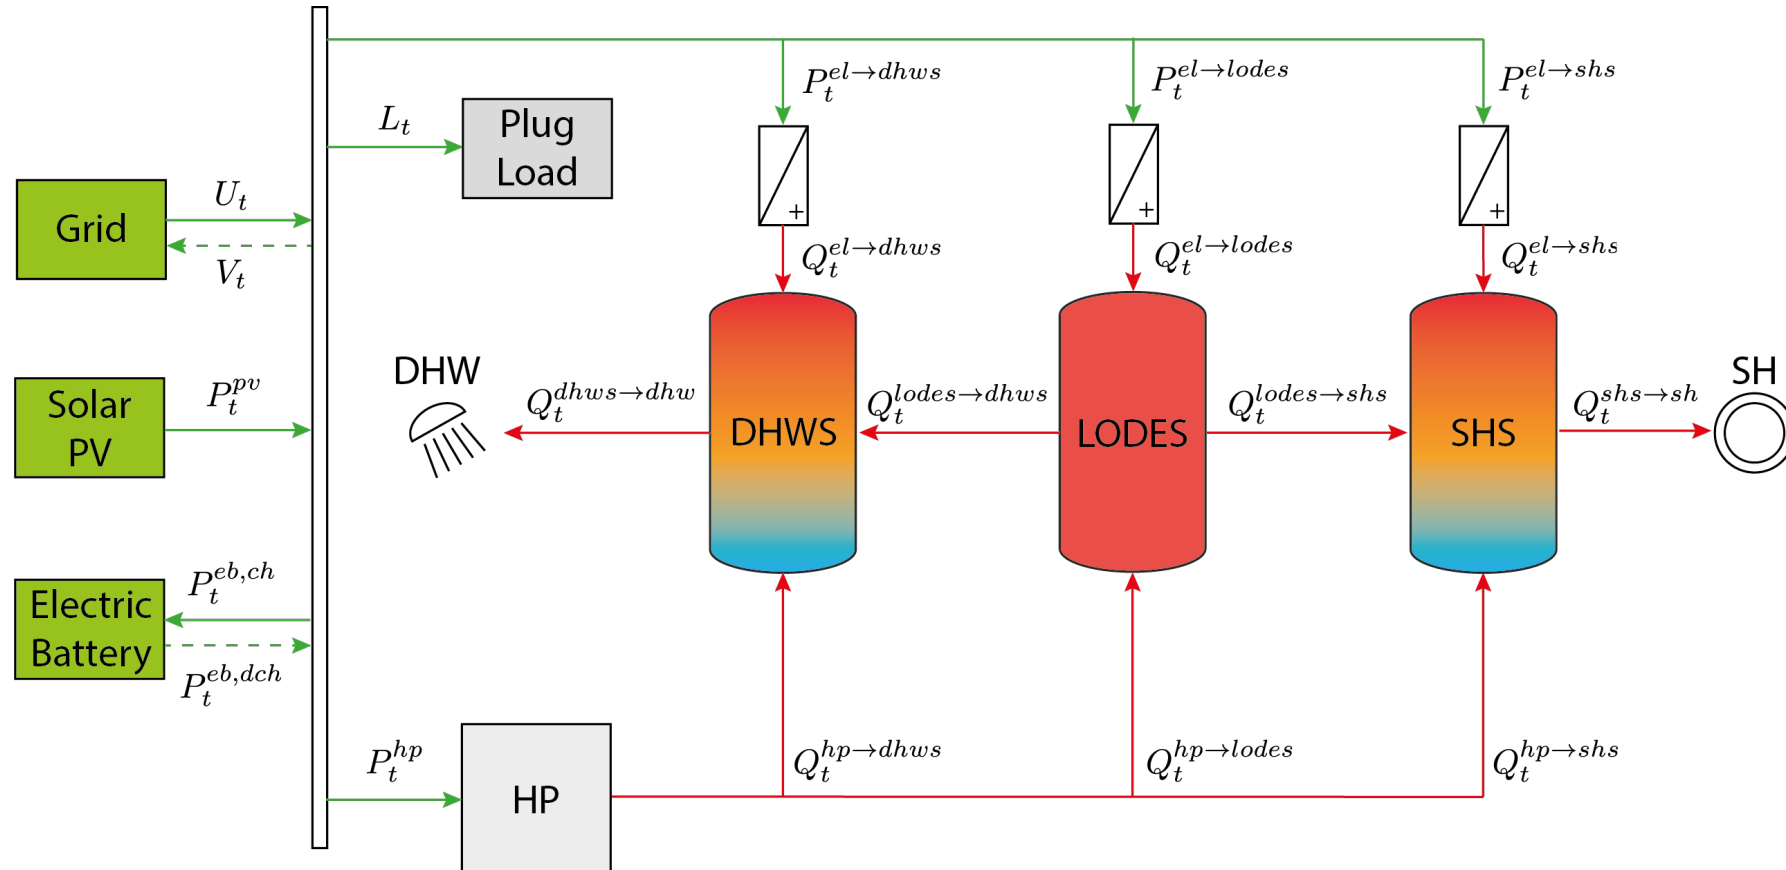 P_t^{el→dhws}
P_t^{el→lodes}
P_t^{el→shs}
L_t
Plug
Load
U_t
Grid
V_t
+
+
+
Q_t^{el→dhws}
Q_t^{el→lodes}
Q_t^{el→shs}
DHW
SH
Solar
PV
P_t^{pv}
Q_t^{dhws→dhw}
DHWS
Q_t^{lodes→dhws}
LODES
Q_t^{lodes→shs}
SHS
Q_t^{shs→sh}
P_t^{eb,ch}
Electric
Battery
P_t^{eb,dch}
P_t^{hp}
HP
Q_t^{hp→dhws}
Q_t^{hp→lodes}
Q_t^{hp→shs}